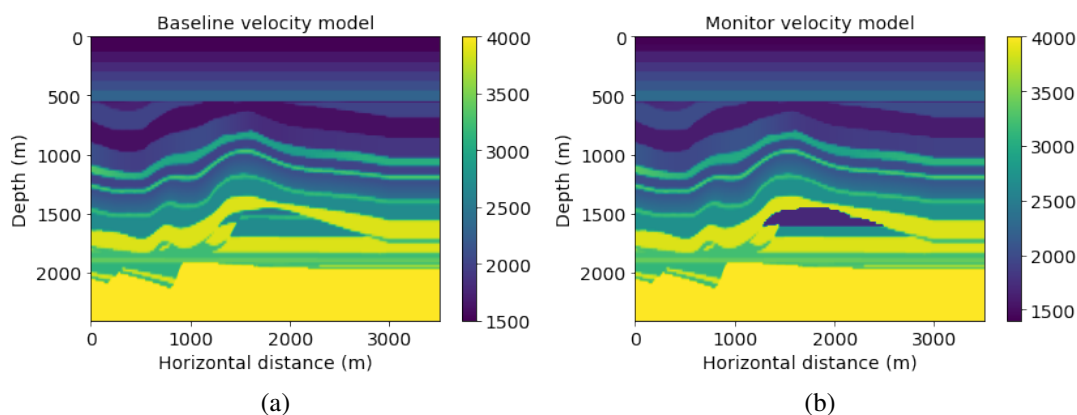 Baseline velocity model
0
500
1000
1500
2000
Depth (m)
0 1000 2000 3000
Horizontal distance (m)
4000
3500
3000
2500
2000
1500
(a)
Monitor velocity model
0
500
1000
1500
2000
Depth (m)
0 1000 2000 3000
Horizontal distance (m)
4000
3500
3000
2500
2000
1500
(b)